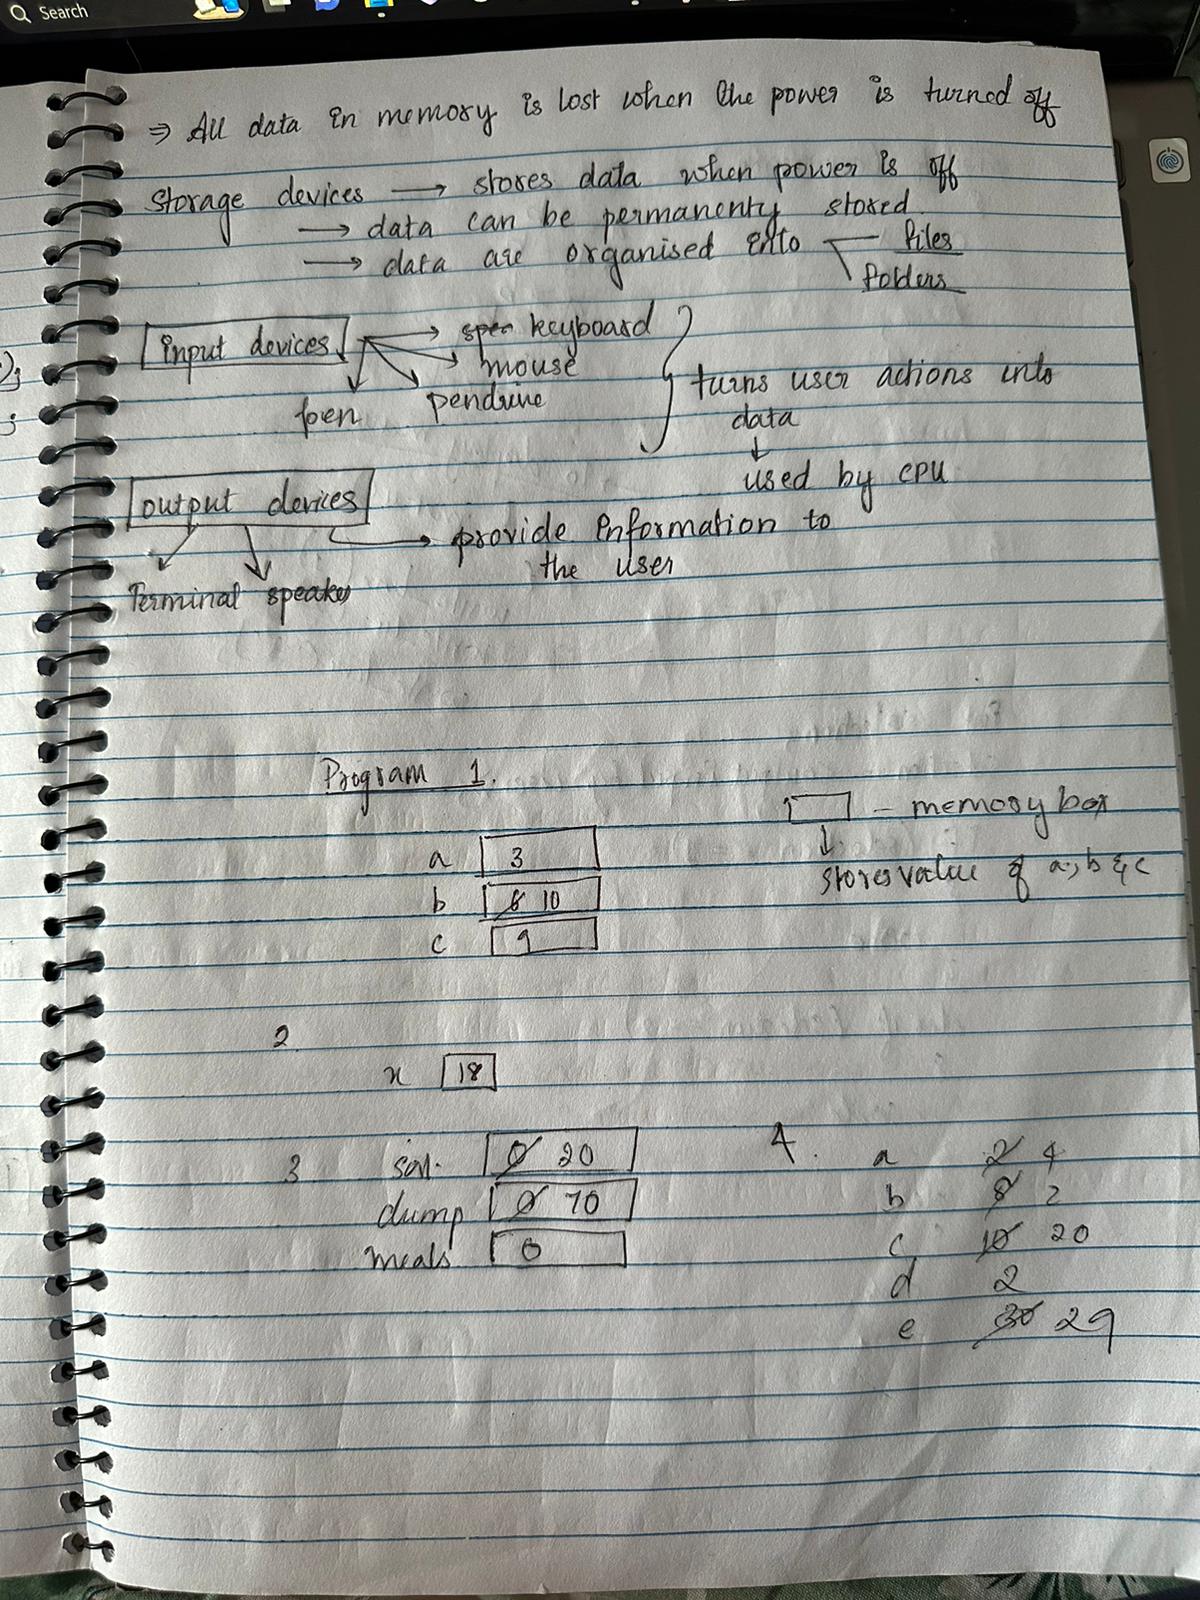 Search
⇒ All data in memory is lost when the power is turned off
Storage devices → stores data when power is off
→ data can be permanenty stored
→ data are organised into files
folders
input devices → keyboard
mouse
pen pendrive
turns user actions into
data
↓
used by CPU
output devices → provide information to
the user
Terminal speaker
Program 1.
a 3
b 6 10
c 9
- memory box
↓
stores value of a, b & c
2.
x 18
3. 0 20
dump 0 70
meals 0
4. a 2 4
b 8 2
c 10 20
d 2
e 30 29